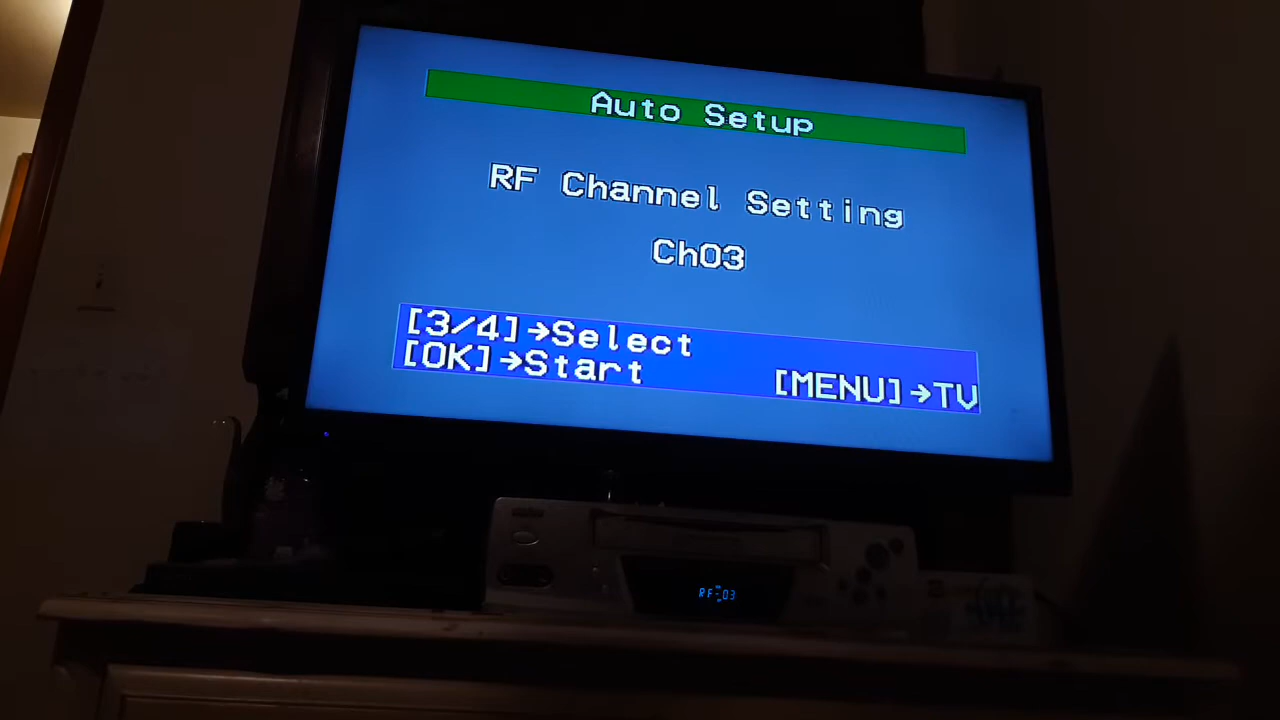 Auto Setup
RF Channel Setting
Ch03
[3/4]→Select
[OK]→Start
[MENU]→TV
RF-03